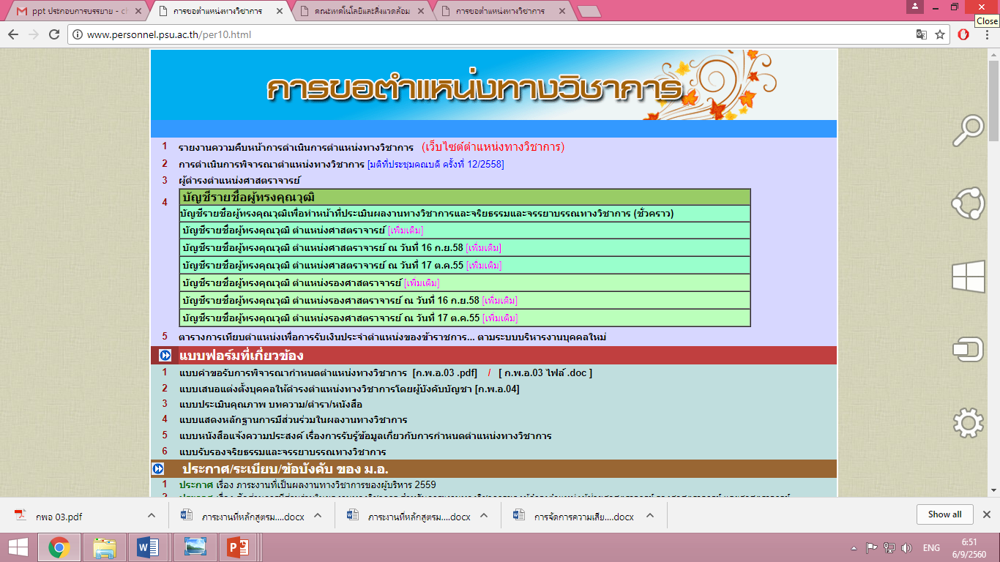 ppt ประกอบการบรรยาย - ch
การขอตำแหน่งทางวิชาการ
คณะเทคโนโลยีและสิ่งแวดล้อม
การขอตำแหน่งทางวิชาการ
Close
www.personnel.psu.ac.th/per10.html
การขอตำแหน่งทางวิชาการ
1 รายงานความคืบหน้าการดำเนินการตำแหน่งทางวิชาการ (เว็บไซต์ตำแหน่งทางวิชาการ)
2 การดำเนินการพิจารณาตำแหน่งทางวิชาการ [มติที่ประชุมคณบดี ครั้งที่ 12/2558]
3 ผู้ดำรงตำแหน่งศาสตราจารย์
4 บัญชีรายชื่อผู้ทรงคุณวุฒิ
บัญชีรายชื่อผู้ทรงคุณวุฒิเพื่อทำหน้าที่ประเมินผลงานทางวิชาการและจริยธรรมและจรรยาบรรณทางวิชาการ (ชั่วคราว)
บัญชีรายชื่อผู้ทรงคุณวุฒิ ตำแหน่งศาสตราจารย์ [เพิ่มเติม]
บัญชีรายชื่อผู้ทรงคุณวุฒิ ตำแหน่งศาสตราจารย์ ณ วันที่ 16 ก.ย.58 [เพิ่มเติม]
บัญชีรายชื่อผู้ทรงคุณวุฒิ ตำแหน่งศาสตราจารย์ ณ วันที่ 17 ต.ค.55 [เพิ่มเติม]
บัญชีรายชื่อผู้ทรงคุณวุฒิ ตำแหน่งรองศาสตราจารย์ [เพิ่มเติม]
บัญชีรายชื่อผู้ทรงคุณวุฒิ ตำแหน่งรองศาสตราจารย์ ณ วันที่ 16 ก.ย.58 [เพิ่มเติม]
บัญชีรายชื่อผู้ทรงคุณวุฒิ ตำแหน่งรองศาสตราจารย์ ณ วันที่ 17 ต.ค.55 [เพิ่มเติม]
5 ตารางการเทียบตำแหน่งเพื่อการรับเงินประจำตำแหน่งของข้าราชการ... ตามระบบบริหารงานบุคคลใหม่
แบบฟอร์มที่เกี่ยวข้อง
1 แบบคำขอรับการพิจารณากำหนดตำแหน่งทางวิชาการ [ก.พ.อ.03 .pdf] / [ ก.พ.อ.03 ไฟล์ .doc ]
2 แบบเสนอแต่งตั้งบุคคลให้ดำรงตำแหน่งทางวิชาการโดยผู้บังคับบัญชา [ก.พ.อ.04]
3 แบบประเมินคุณภาพ บทความ/ตำรา/หนังสือ
4 แบบแสดงหลักฐานการมีส่วนร่วมในผลงานทางวิชาการ
5 แบบหนังสือแจ้งความประสงค์ เรื่องการรับรู้ข้อมูลเกี่ยวกับการกำหนดตำแหน่งทางวิชาการ
6 แบบรับรองจริยธรรมและจรรยาบรรณทางวิชาการ
ประกาศ/ระเบียบ/ข้อบังคับ ของ ม.อ.
1 ประกาศ เรื่อง ภาระงานที่เป็นผลงานทางวิชาการของผู้บริหาร 2559
กพอ 03.pdf
ภาระงานที่หลักสูตรม....docx
ภาระงานที่หลักสูตรม....docx
การจัดการความเสี่ย....docx
Show all
ENG
6:51
6/9/2560